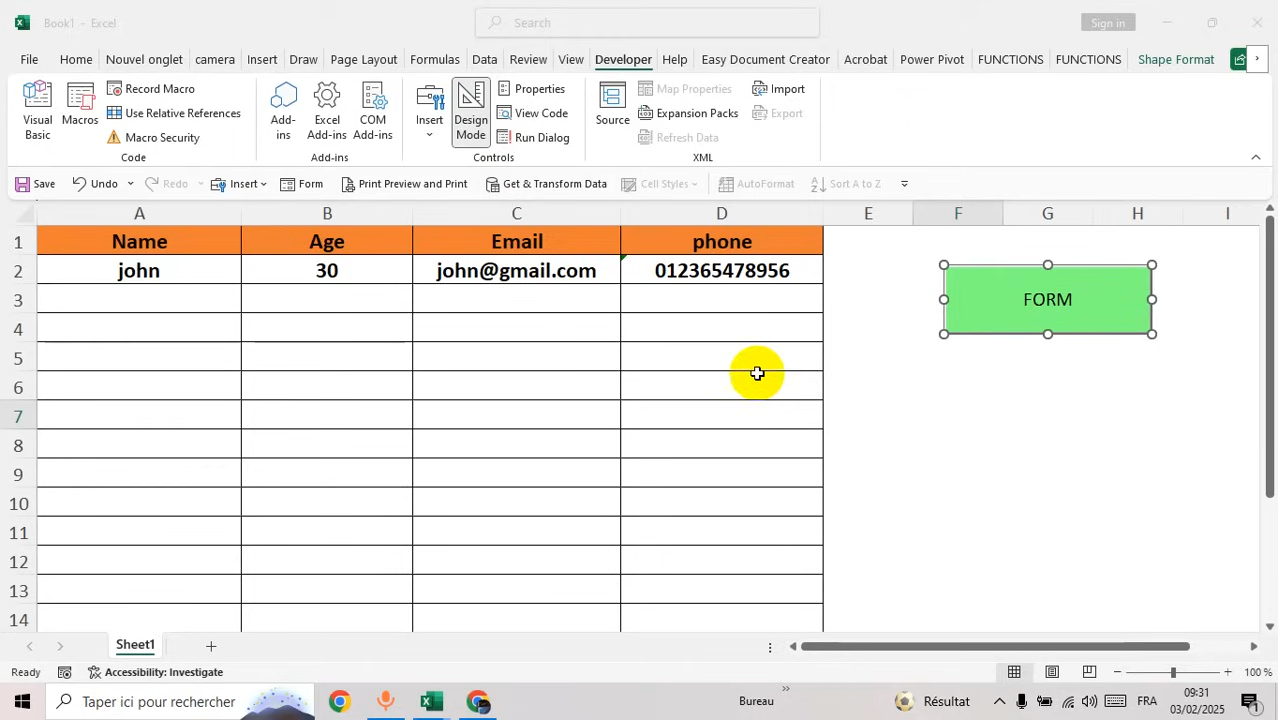 Book1 - Excel
Search
Sign in
File Home Nouvel onglet camera Insert Draw Page Layout Formulas Data Review View Developer Help Easy Document Creator Acrobat Power Pivot FUNCTIONS FUNCTIONS Shape Format
Visual Basic
Macros
Record Macro
Use Relative References
Macro Security
Code
Add-ins
Excel Add-ins
COM Add-ins
Add-ins
Insert
Design Mode
Properties
View Code
Run Dialog
Controls
Source
Map Properties
Expansion Packs
Refresh Data
Import
Export
XML
Save Undo Redo Insert Form Print Preview and Print Get & Transform Data Cell Styles AutoFormat Sort A to Z
A B C D E F G H I
1 Name Age Email phone
2 john 30 john@gmail.com 012365478956
FORM
3
4
5
6
7
8
9
10
11
12
13
14
Sheet1
Ready Accessibility: Investigate 100 %
Taper ici pour rechercher
Bureau
Résultat
FRA
09:31
03/02/2025
1